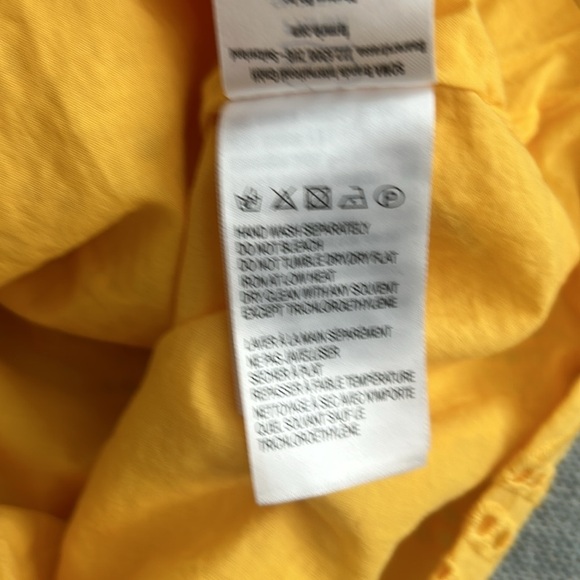 HAND WASH SEPARATELY
DO NOT BLEACH
DO NOT TUMBLE DRY/DRY FLAT
IRON AT LOW HEAT
DRY CLEAN WITH ANY SOLVENT
EXCEPT TRICHLOROETHYLENE
LAVER À LA MAIN SÉPARÉMENT
NE PAS JAVELLISER
SÉCHER À PLAT
REPASSER À FAIBLE TEMPÉRATURE
NETTOYAGE À SEC AVEC N'IMPORTE
QUEL SOLVANT SAUF LE
TRICHLOROETHYLENE